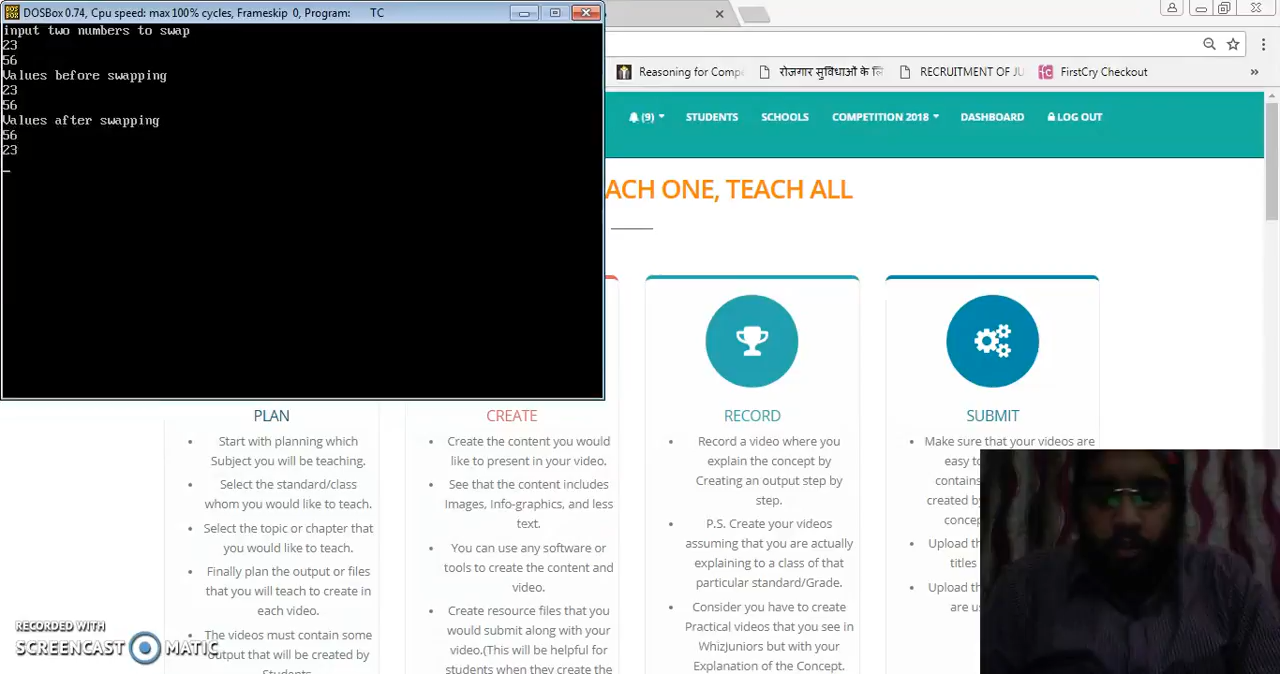 DOSBox 0.74, Cpu speed: max 100% cycles, Frameskip 0, Program: TC
input two numbers to swap
23
56
Values before swapping
23
56
Values after swapping
56
23
Reasoning for Compe
रोजगार सुविधाओं के लि
RECRUITMENT OF JU
FirstCry Checkout
(9)
STUDENTS
SCHOOLS
COMPETITION 2018
DASHBOARD
LOG OUT
ACH ONE, TEACH ALL
PLAN
Start with planning which
Subject you will be teaching.
Select the standard/class
whom you would like to teach.
Select the topic or chapter that
you would like to teach.
Finally plan the output or files
that you will teach to create in
each video.
The videos must contain some
output that will be created by
Students.
CREATE
Create the content you would
like to present in your video.
See that the content includes
Images, Info-graphics, and less
text.
You can use any software or
tools to create the content and
video.
Create resource files that you
would submit along with your
video.(This will be helpful for
students when they create the
RECORD
Record a video where you
explain the concept by
Creating an output step by
step.
P.S. Create your videos
assuming that you are actually
explaining to a class of that
particular standard/Grade.
Consider you have to create
Practical videos that you see in
Whizjuniors but with your
Explanation of the Concept.
SUBMIT
Make sure that your videos are
easy to
contains
created by
concep
Upload th
titles
Upload th
are us
RECORDED WITH
SCREENCAST MATIC